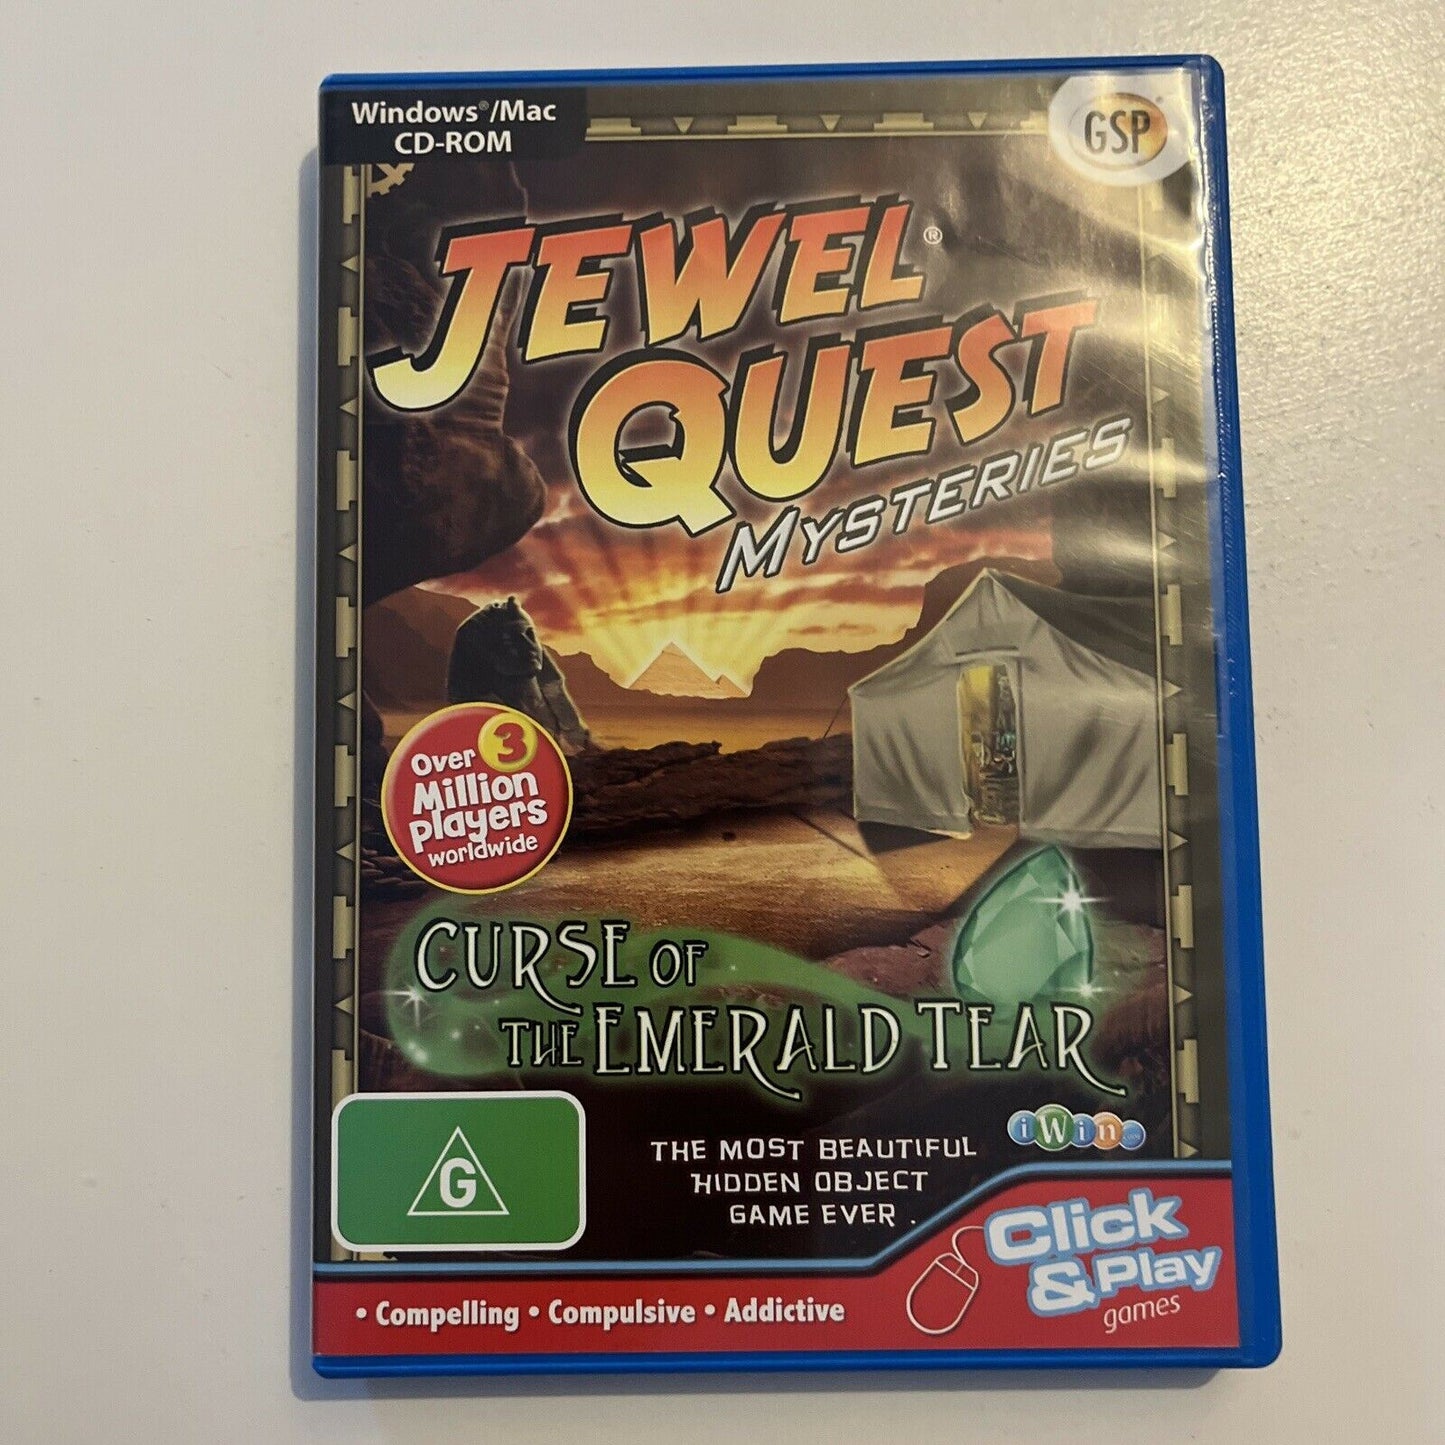 Windows®/Mac
CD-ROM
GSP
JEWEL®
QUEST
MYSTERIES
Over 3
Million
players
worldwide
CURSE OF
THE EMERALD TEAR
iWin.com
G
THE MOST BEAUTIFUL
HIDDEN OBJECT
GAME EVER.
Click
& Play
games
• Compelling • Compulsive • Addictive